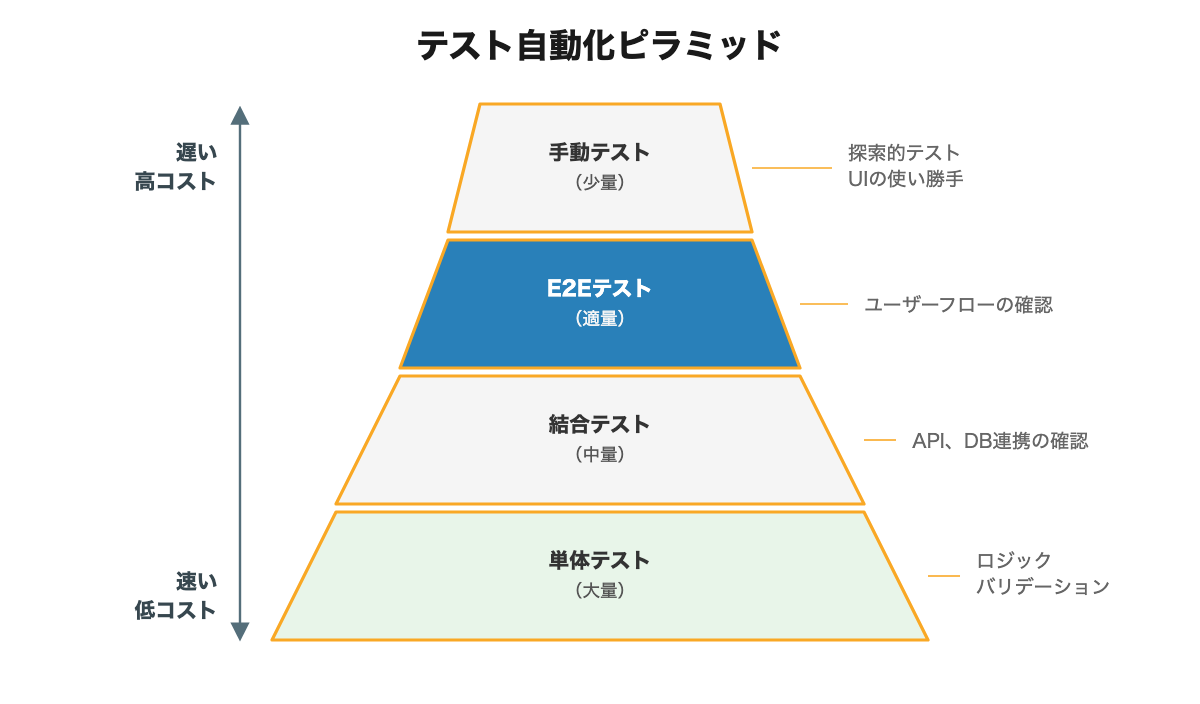 テスト自動化ピラミッド
遅い
高コスト
手動テスト
（少量）
探索的テスト
UIの使い勝手
E2Eテスト
（適量）
ユーザーフローの確認
結合テスト
（中量）
API、DB連携の確認
単体テスト
（大量）
ロジック
バリデーション
速い
低コスト